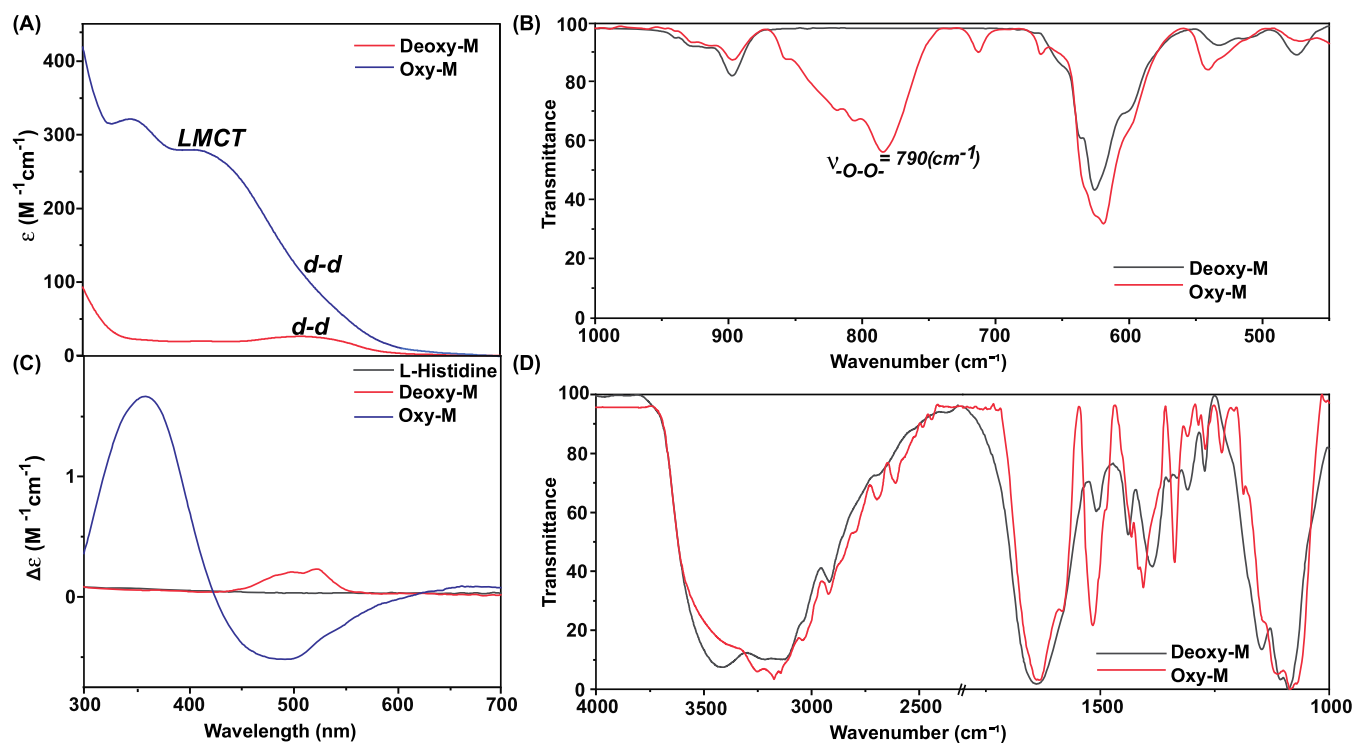 (A)
Deoxy-M
Oxy-M
LMCT
d-d
d-d
400
300
200
100
0
ε (M ⁻¹cm⁻¹)
(B)
100
80
60
40
20
0
Transmittance
ν-O-O-= 790(cm⁻¹)
Deoxy-M
Oxy-M
1000
900
800
700
600
500
Wavenumber (cm⁻¹)
(C)
L-Histidine
Deoxy-M
Oxy-M
1
0
Δε (M ⁻¹cm⁻¹)
300
400
500
600
700
Wavelength (nm)
(D)
100
80
60
40
20
0
Transmittance
Deoxy-M
Oxy-M
4000
3000
2500
1500
1000
Wavenumber (cm⁻¹)